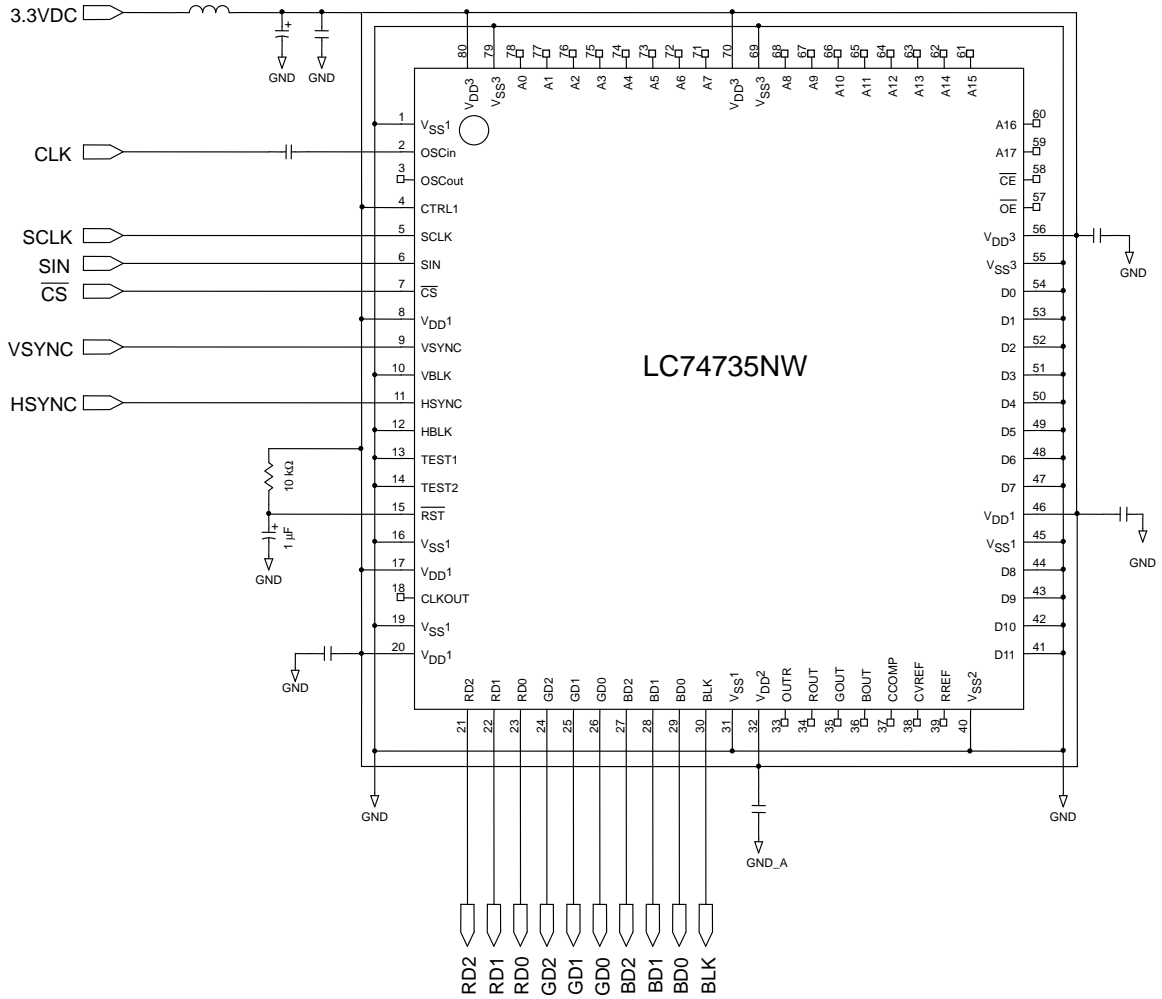 3.3VDC
+
GND GND
80 79 78 77 76 75 74 73 72 71 70 69 68 67 66 65 64 63 62 61
VDD3 VSS3 A0 A1 A2 A3 A4 A5 A6 A7 VDD3 VSS3 A8 A9 A10 A11 A12 A13 A14 A15
1 VSS1 A16 60
CLK 2 OSCin A17 59
3 OSCout CE 58
4 CTRL1 OE 57
SCLK 5 SCLK VDD3 56
GND
SIN 6 SIN VSS3 55
CS 7 CS D0 54
8 VDD1 D1 53
VSYNC 9 VSYNC D2 52
LC74735NW
10 VBLK D3 51
HSYNC 11 HSYNC D4 50
12 HBLK D5 49
10 kΩ
13 TEST1 D6 48
14 TEST2 D7 47
15 RST VDD1 46
+
1 µF
GND
16 VSS1 VSS1 45
GND
17 VDD1 D8 44
18 CLKOUT D9 43
19 VSS1 D10 42
20 VDD1 D11 41
GND
RD2 RD1 RD0 GD2 GD1 GD0 BD2 BD1 BD0 BLK VSS1 VDD2 OUTR ROUT GOUT BOUT CCOMP CVREF RREF VSS2
21 22 23 24 25 26 27 28 29 30 31 32 33 34 35 36 37 38 39 40
GND GND
GND_A
RD2 RD1 RD0 GD2 GD1 GD0 BD2 BD1 BD0 BLK